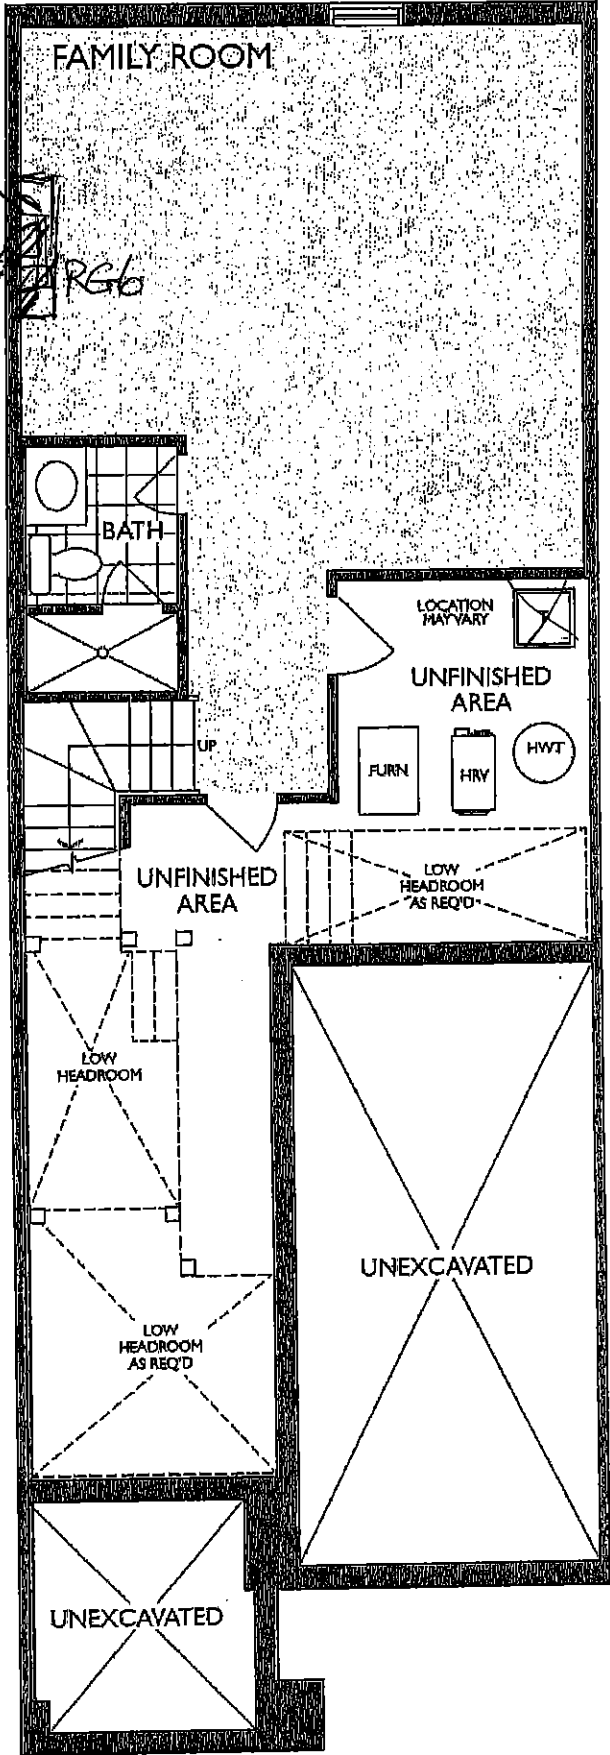 FAMILY ROOM
RG6
BATH
LOCATION
MAY VARY
UNFINISHED
AREA
UP
FURN
HRV
HWT
UNFINISHED
AREA
LOW
HEADROOM
AS REQ'D
LOW
HEADROOM
UNEXCAVATED
LOW
HEADROOM
AS REQ'D
UNEXCAVATED